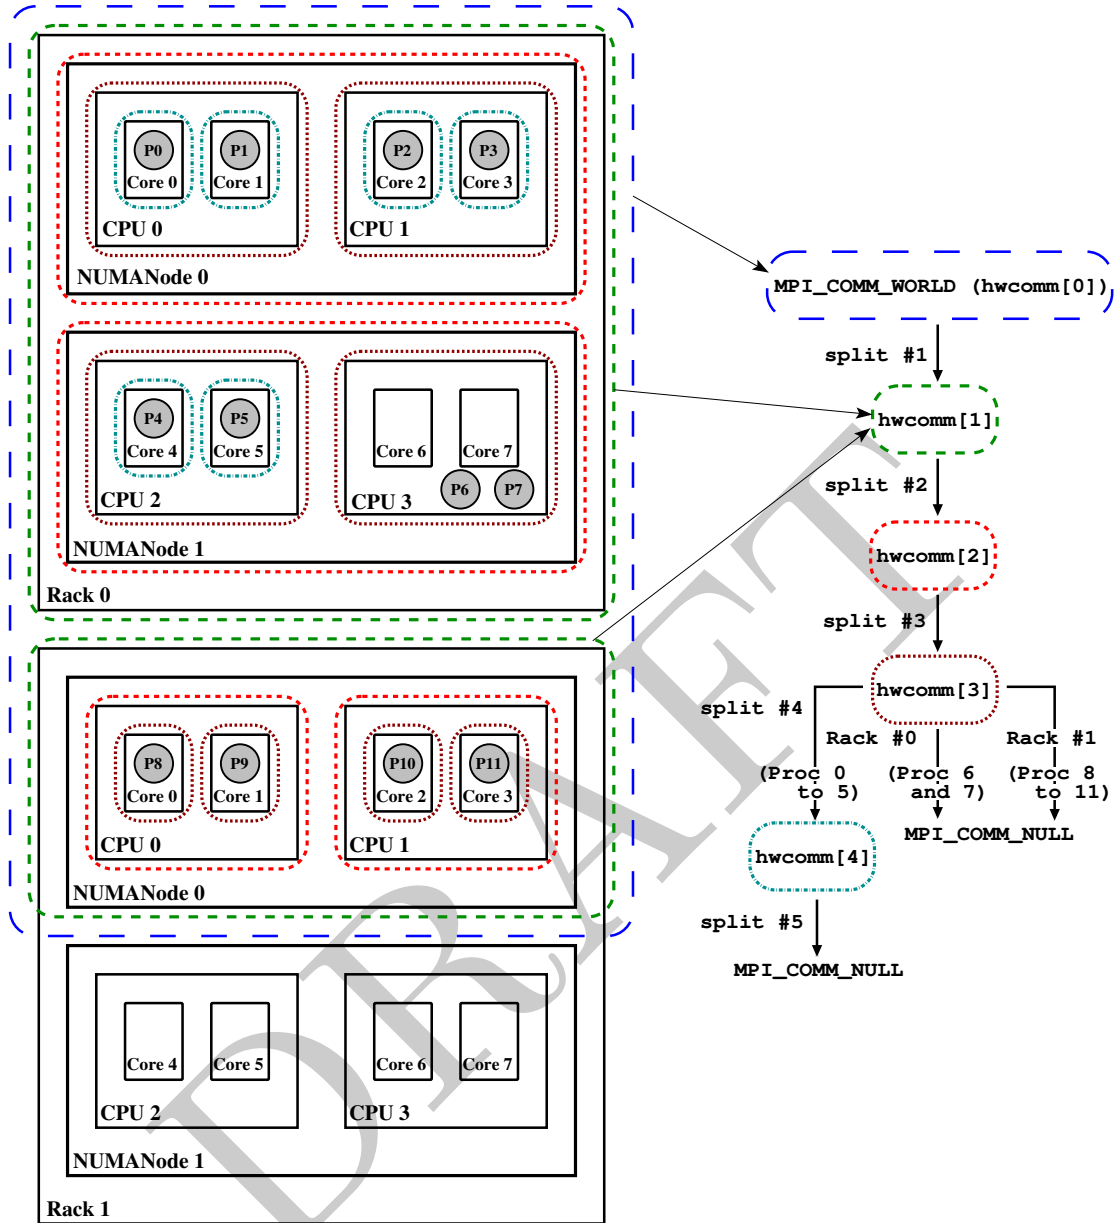 P0
P1
P2
P3
Core 0
Core 1
Core 2
Core 3
CPU 0
CPU 1
NUMANode 0
P4
P5
Core 4
Core 5
Core 6
Core 7
P6
P7
CPU 2
CPU 3
NUMANode 1
Rack 0
P8
P9
P10
P11
Core 0
Core 1
Core 2
Core 3
CPU 0
CPU 1
NUMANode 0
Core 4
Core 5
Core 6
Core 7
CPU 2
CPU 3
NUMANode 1
Rack 1
MPI_COMM_WORLD (hwcomm[0])
split #1
hwcomm[1]
split #2
hwcomm[2]
split #3
hwcomm[3]
split #4
Rack #0
Rack #1
(Proc 0
to 5)
(Proc 6
and 7)
(Proc 8
to 11)
MPI_COMM_NULL
hwcomm[4]
split #5
MPI_COMM_NULL
DRAFT